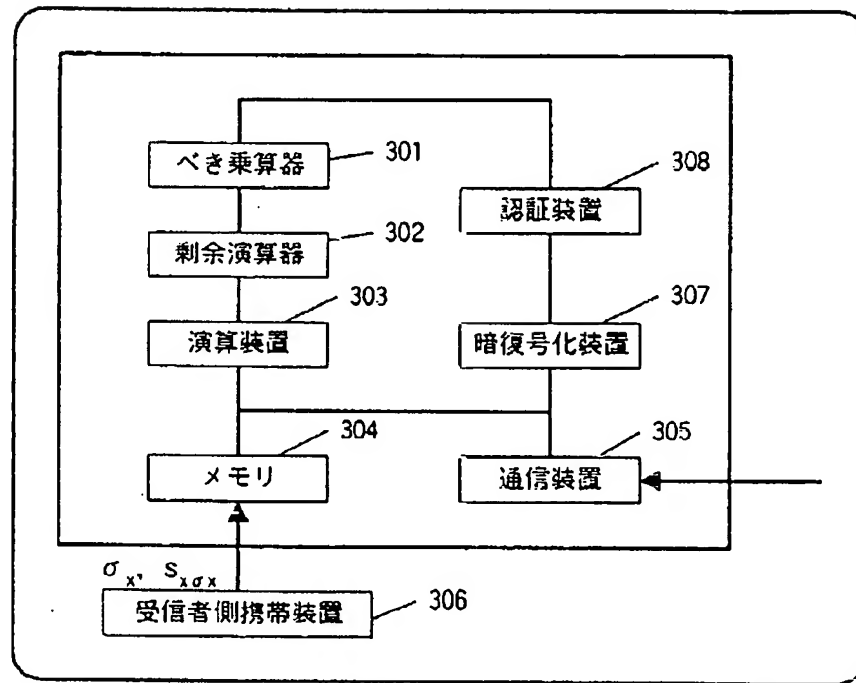 べき乗算器
301
308
認証装置
剰余演算器
302
303
307
演算装置
暗復号化装置
304
305
メモリ
通信装置
σx, Sxσx
受信者側携帯装置
306